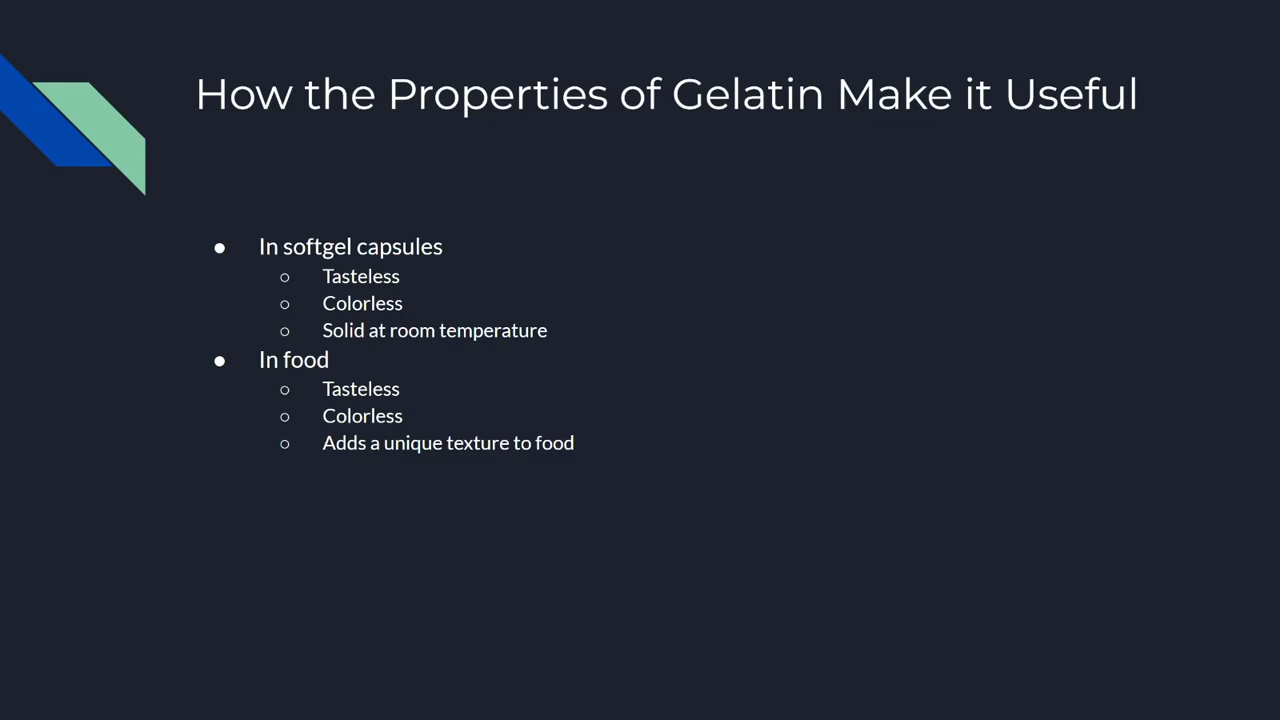 How the Properties of Gelatin Make it Useful
● In softgel capsules
○ Tasteless
○ Colorless
○ Solid at room temperature
● In food
○ Tasteless
○ Colorless
○ Adds a unique texture to food